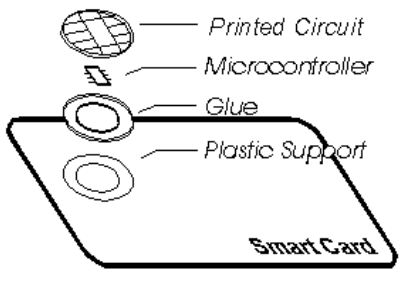 Printed Circuit
Microcontroller
Glue
Plastic Support
Smart Card